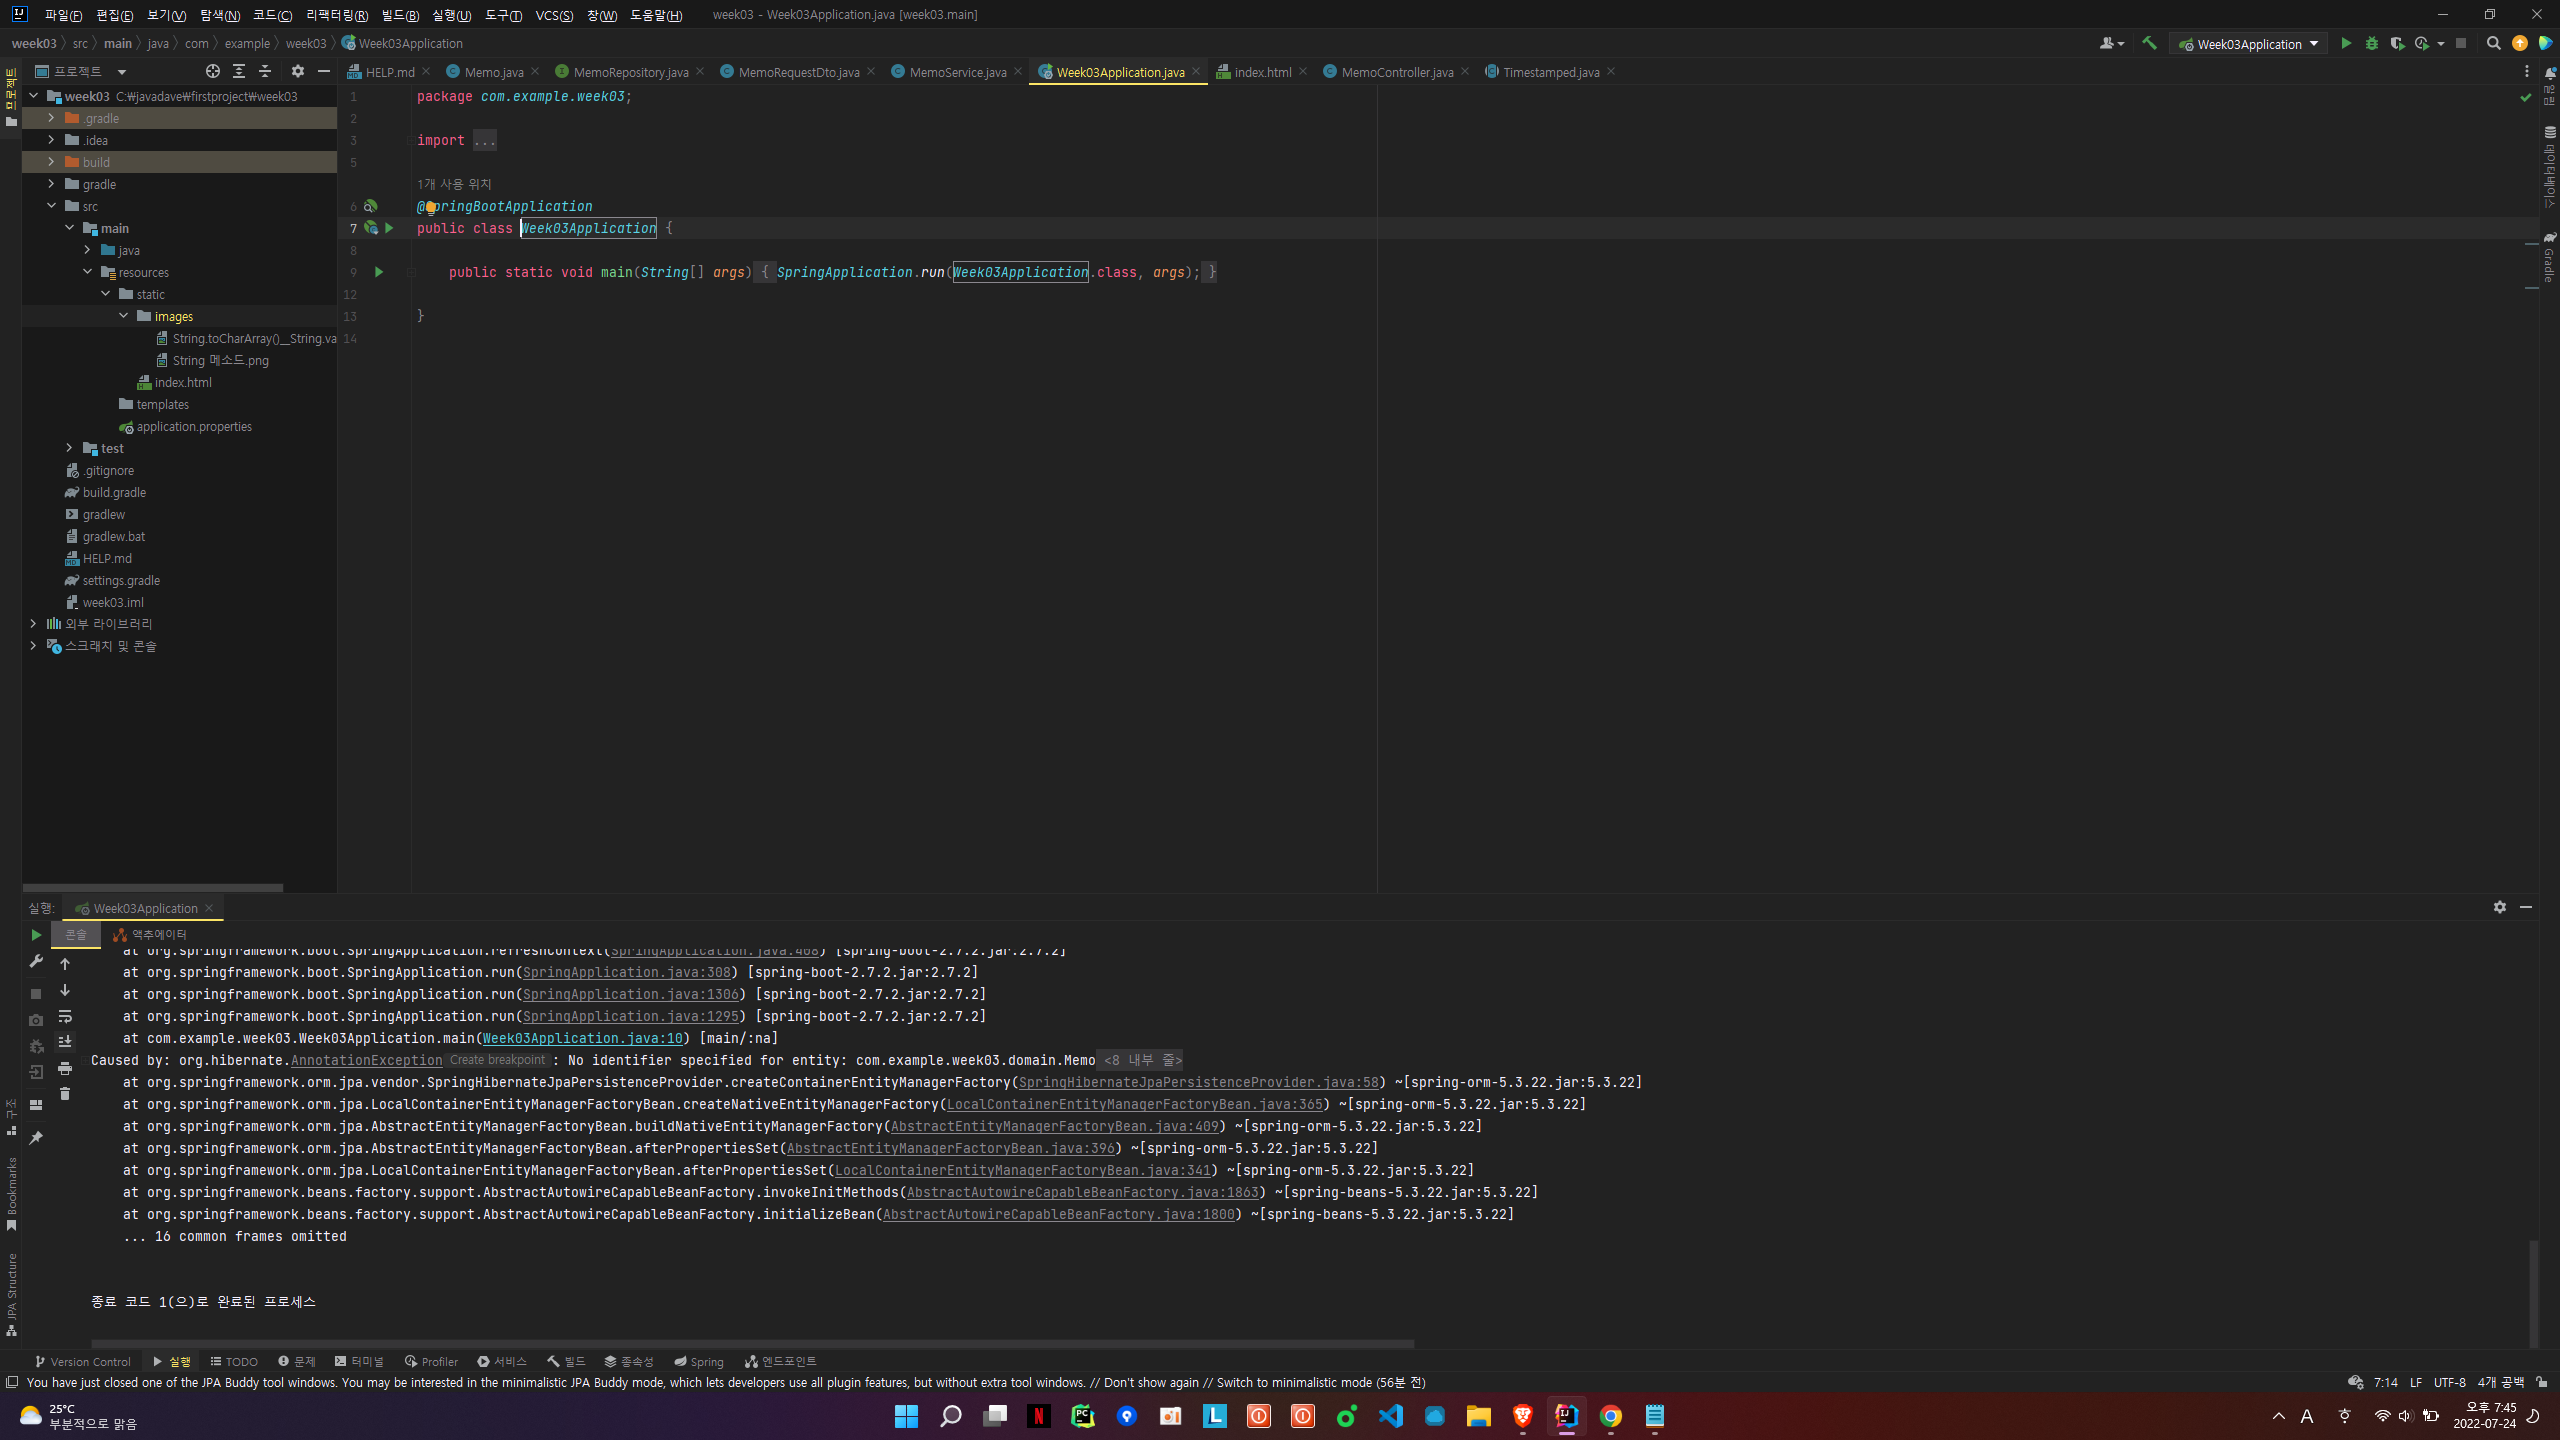 파일(F) 편집(E) 보기(V) 탐색(N) 코드(C) 리팩터링(R) 빌드(B) 실행(U) 도구(T) VCS(S) 창(W) 도움말(H) week03 - Week03Application.java [week03.main]
week03 src main java com example week03 Week03Application
Week03Application
프로젝트
HELP.md Memo.java MemoRepository.java MemoRequestDto.java MemoService.java Week03Application.java index.html MemoController.java Timestamped.java
프로젝트
week03 C:₩javadave₩firstproject₩week03
.gradle
.idea
build
gradle
src
main
java
resources
static
images
String.toCharArray()__String.va
String 메소드.png
index.html
templates
application.properties
test
.gitignore
build.gradle
gradlew
gradlew.bat
HELP.md
settings.gradle
week03.iml
외부 라이브러리
스크래치 및 콘솔
1 package com.example.week03;
2
3 import ...
5
1개 사용 위치
6 @SpringBootApplication
7 public class Week03Application {
8
9 public static void main(String[] args) { SpringApplication.run(Week03Application.class, args); }
12
13 }
14
알림
데이터베이스
Gradle
실행: Week03Application
콘솔 액추에이터
at org.springframework.boot.SpringApplication.refreshContext(SpringApplication.java:408) [spring-boot-2.7.2.jar:2.7.2]
at org.springframework.boot.SpringApplication.run(SpringApplication.java:308) [spring-boot-2.7.2.jar:2.7.2]
at org.springframework.boot.SpringApplication.run(SpringApplication.java:1306) [spring-boot-2.7.2.jar:2.7.2]
at org.springframework.boot.SpringApplication.run(SpringApplication.java:1295) [spring-boot-2.7.2.jar:2.7.2]
at com.example.week03.Week03Application.main(Week03Application.java:10) [main/:na]
Caused by: org.hibernate.AnnotationException Create breakpoint : No identifier specified for entity: com.example.week03.domain.Memo <8 내부 줄>
at org.springframework.orm.jpa.vendor.SpringHibernateJpaPersistenceProvider.createContainerEntityManagerFactory(SpringHibernateJpaPersistenceProvider.java:58) ~[spring-orm-5.3.22.jar:5.3.22]
at org.springframework.orm.jpa.LocalContainerEntityManagerFactoryBean.createNativeEntityManagerFactory(LocalContainerEntityManagerFactoryBean.java:365) ~[spring-orm-5.3.22.jar:5.3.22]
at org.springframework.orm.jpa.AbstractEntityManagerFactoryBean.buildNativeEntityManagerFactory(AbstractEntityManagerFactoryBean.java:409) ~[spring-orm-5.3.22.jar:5.3.22]
at org.springframework.orm.jpa.AbstractEntityManagerFactoryBean.afterPropertiesSet(AbstractEntityManagerFactoryBean.java:396) ~[spring-orm-5.3.22.jar:5.3.22]
at org.springframework.orm.jpa.LocalContainerEntityManagerFactoryBean.afterPropertiesSet(LocalContainerEntityManagerFactoryBean.java:341) ~[spring-orm-5.3.22.jar:5.3.22]
at org.springframework.beans.factory.support.AbstractAutowireCapableBeanFactory.invokeInitMethods(AbstractAutowireCapableBeanFactory.java:1863) ~[spring-beans-5.3.22.jar:5.3.22]
at org.springframework.beans.factory.support.AbstractAutowireCapableBeanFactory.initializeBean(AbstractAutowireCapableBeanFactory.java:1800) ~[spring-beans-5.3.22.jar:5.3.22]
... 16 common frames omitted
종료 코드 1(으)로 완료된 프로세스
구조
Bookmarks
JPA Structure
Version Control 실행 TODO 문제 터미널 Profiler 서비스 빌드 종속성 Spring 엔드포인트
You have just closed one of the JPA Buddy tool windows. You may be interested in the minimalistic JPA Buddy mode, which lets developers use all plugin features, but without extra tool windows. // Don't show again // Switch to minimalistic mode (56분 전)
7:14 LF UTF-8 4개 공백
25°C
부분적으로 맑음
A
오후 7:45
2022-07-24